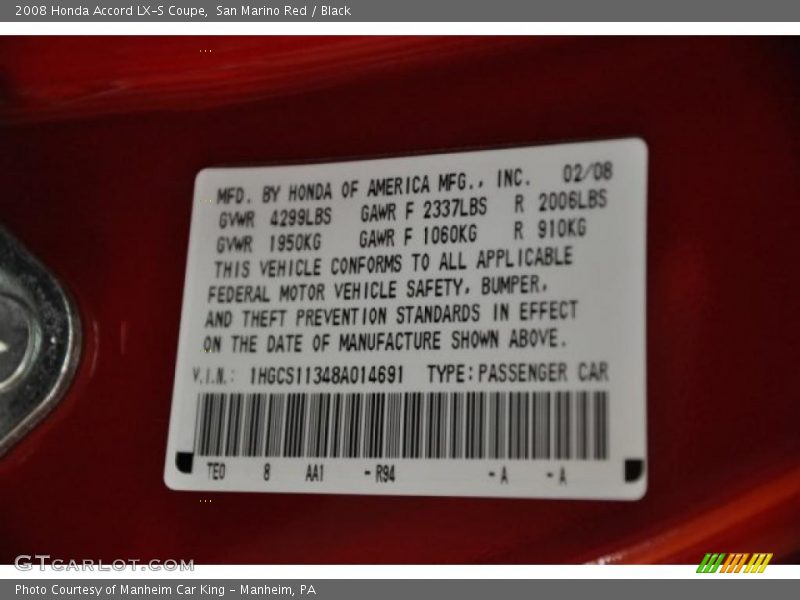 2008 Honda Accord LX-S Coupe, San Marino Red / Black
MFD. BY HONDA OF AMERICA MFG., INC. 02/08
GVWR 4299LBS GAWR F 2337LBS R 2006LBS
GVWR 1950KG GAWR F 1060KG R 910KG
THIS VEHICLE CONFORMS TO ALL APPLICABLE
FEDERAL MOTOR VEHICLE SAFETY, BUMPER,
AND THEFT PREVENTION STANDARDS IN EFFECT
ON THE DATE OF MANUFACTURE SHOWN ABOVE.
V.I.N.: 1HGCS11348A014691 TYPE:PASSENGER CAR
TE0 8 AA1 -R94 -A -A
GTCARLOT.COM
Photo Courtesy of Manheim Car King - Manheim, PA